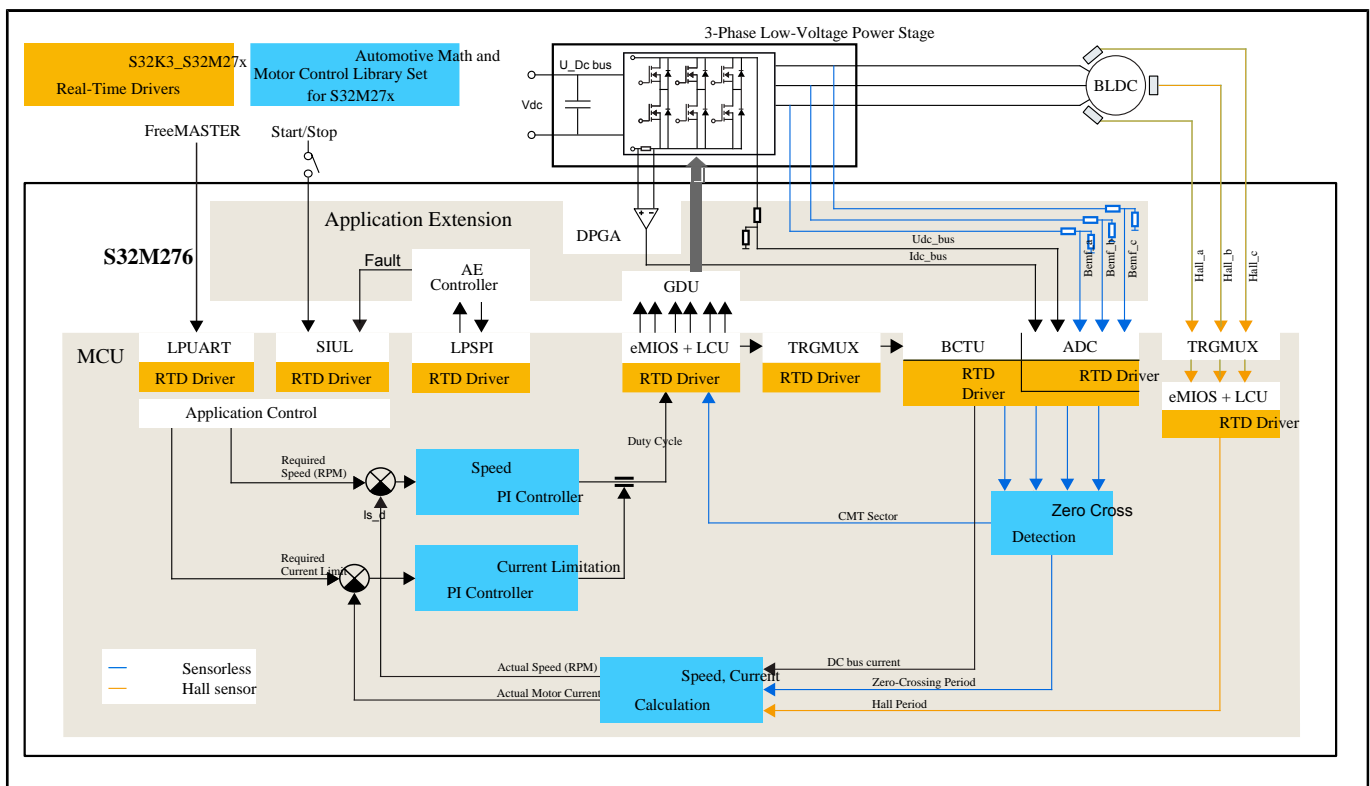 3-Phase Low-Voltage Power Stage
S32K3_S32M27x
Real-Time Drivers
Automotive Math and
Motor Control Library Set
for S32M27x
U_Dc bus
Vdc
BLDC
FreeMASTER
Start/Stop
Application Extension
DPGA
S32M276
Fault
AE
Controller
GDU
Udc_bus
Idc_bus
Bemf_a
Bemf_b
Bemf_c
Hall_a
Hall_b
Hall_c
MCU
LPUART
RTD Driver
SIUL
RTD Driver
LPSPI
RTD Driver
eMIOS + LCU
RTD Driver
TRGMUX
RTD Driver
BCTU
RTD
Driver
ADC
RTD Driver
TRGMUX
eMIOS + LCU
RTD Driver
Application Control
Duty Cycle
Required
Speed (RPM)
Speed
PI Controller
Is_d
CMT Sector
Zero Cross
Detection
Required
Current Limit
Current Limitation
PI Controller
Sensorless
Hall sensor
Actual Speed (RPM)
Actual Motor Current
Speed, Current
Calculation
DC bus current
Zero-Crossing Period
Hall Period